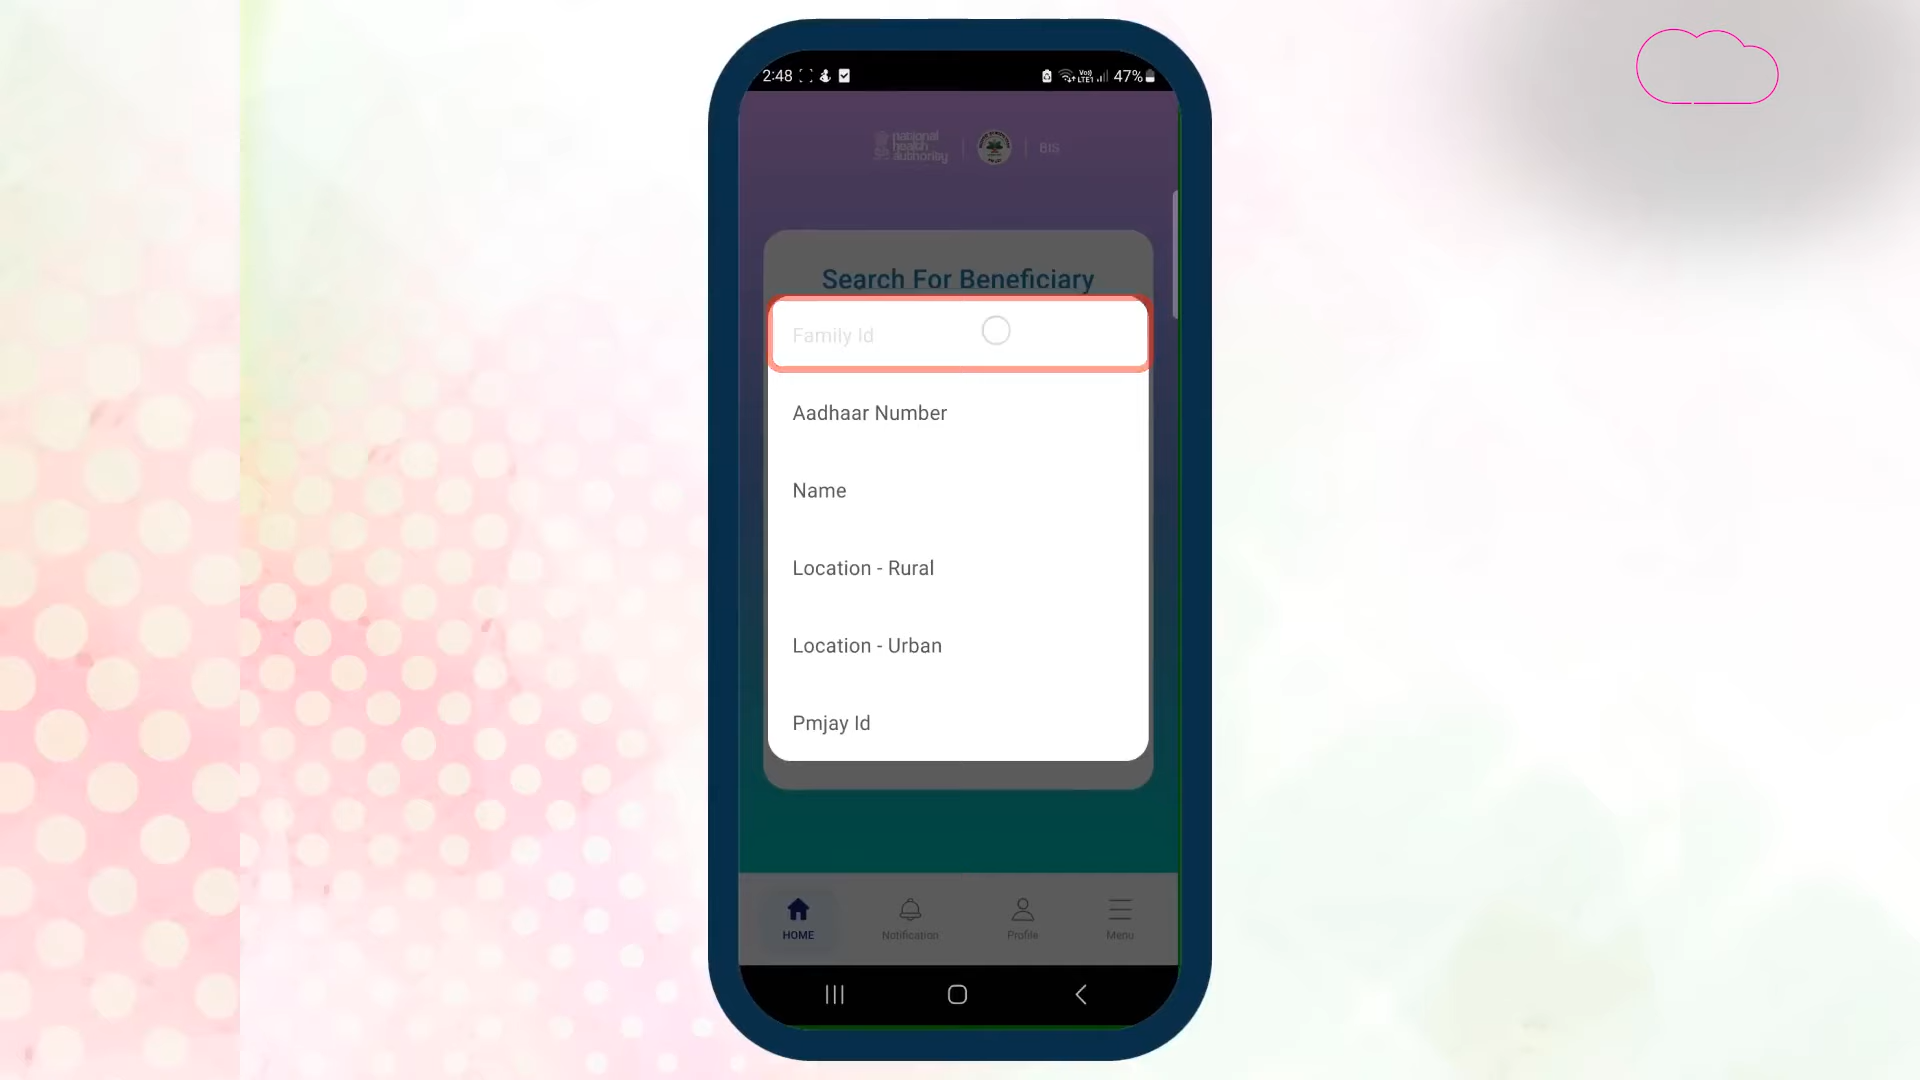 2:48
47%
national
health
authority
BIS
Search For Beneficiary
Family Id
Aadhaar Number
Name
Location - Rural
Location - Urban
Pmjay Id
HOME
Notification
Profile
Menu